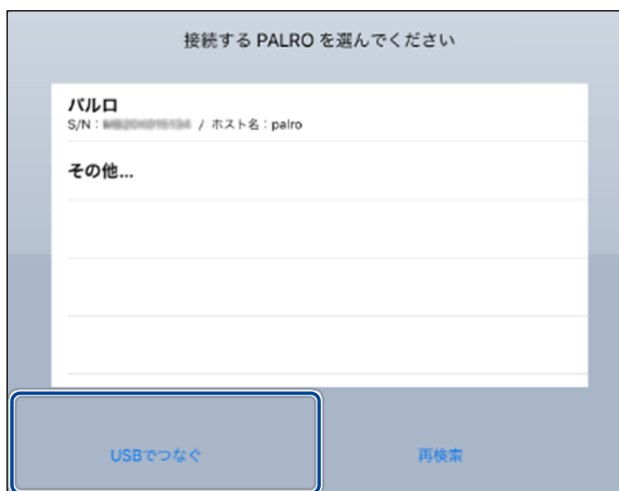 接続する PALRO を選んでください
パルロ
S/N： / ホスト名：palro
その他...
USBでつなぐ
再検索